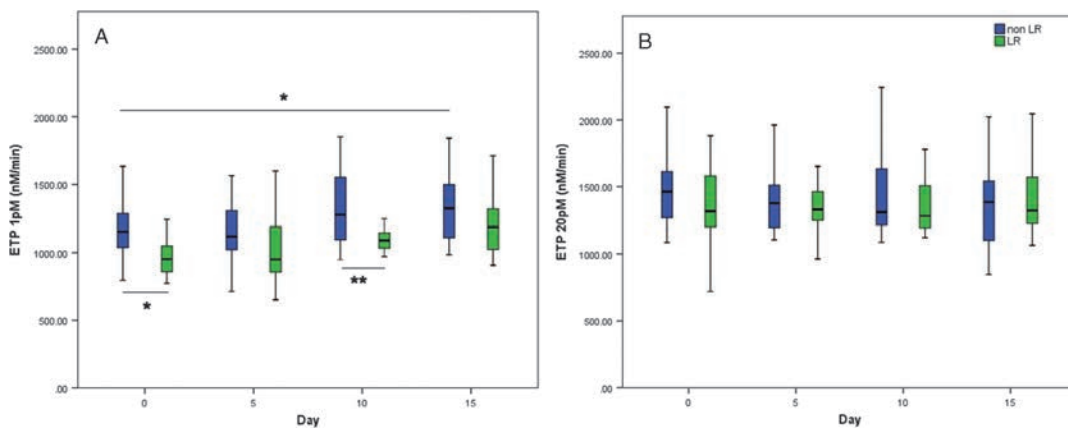 A
2500.00
2000.00
1500.00
1000.00
500.00
.00
ETP 1pM (nM/min)
*
*
**
0 5 10 15
Day
B
non LR
LR
2500.00
2000.00
1500.00
1000.00
500.00
.00
ETP 20pM (nM/min)
0 5 10 15
Day